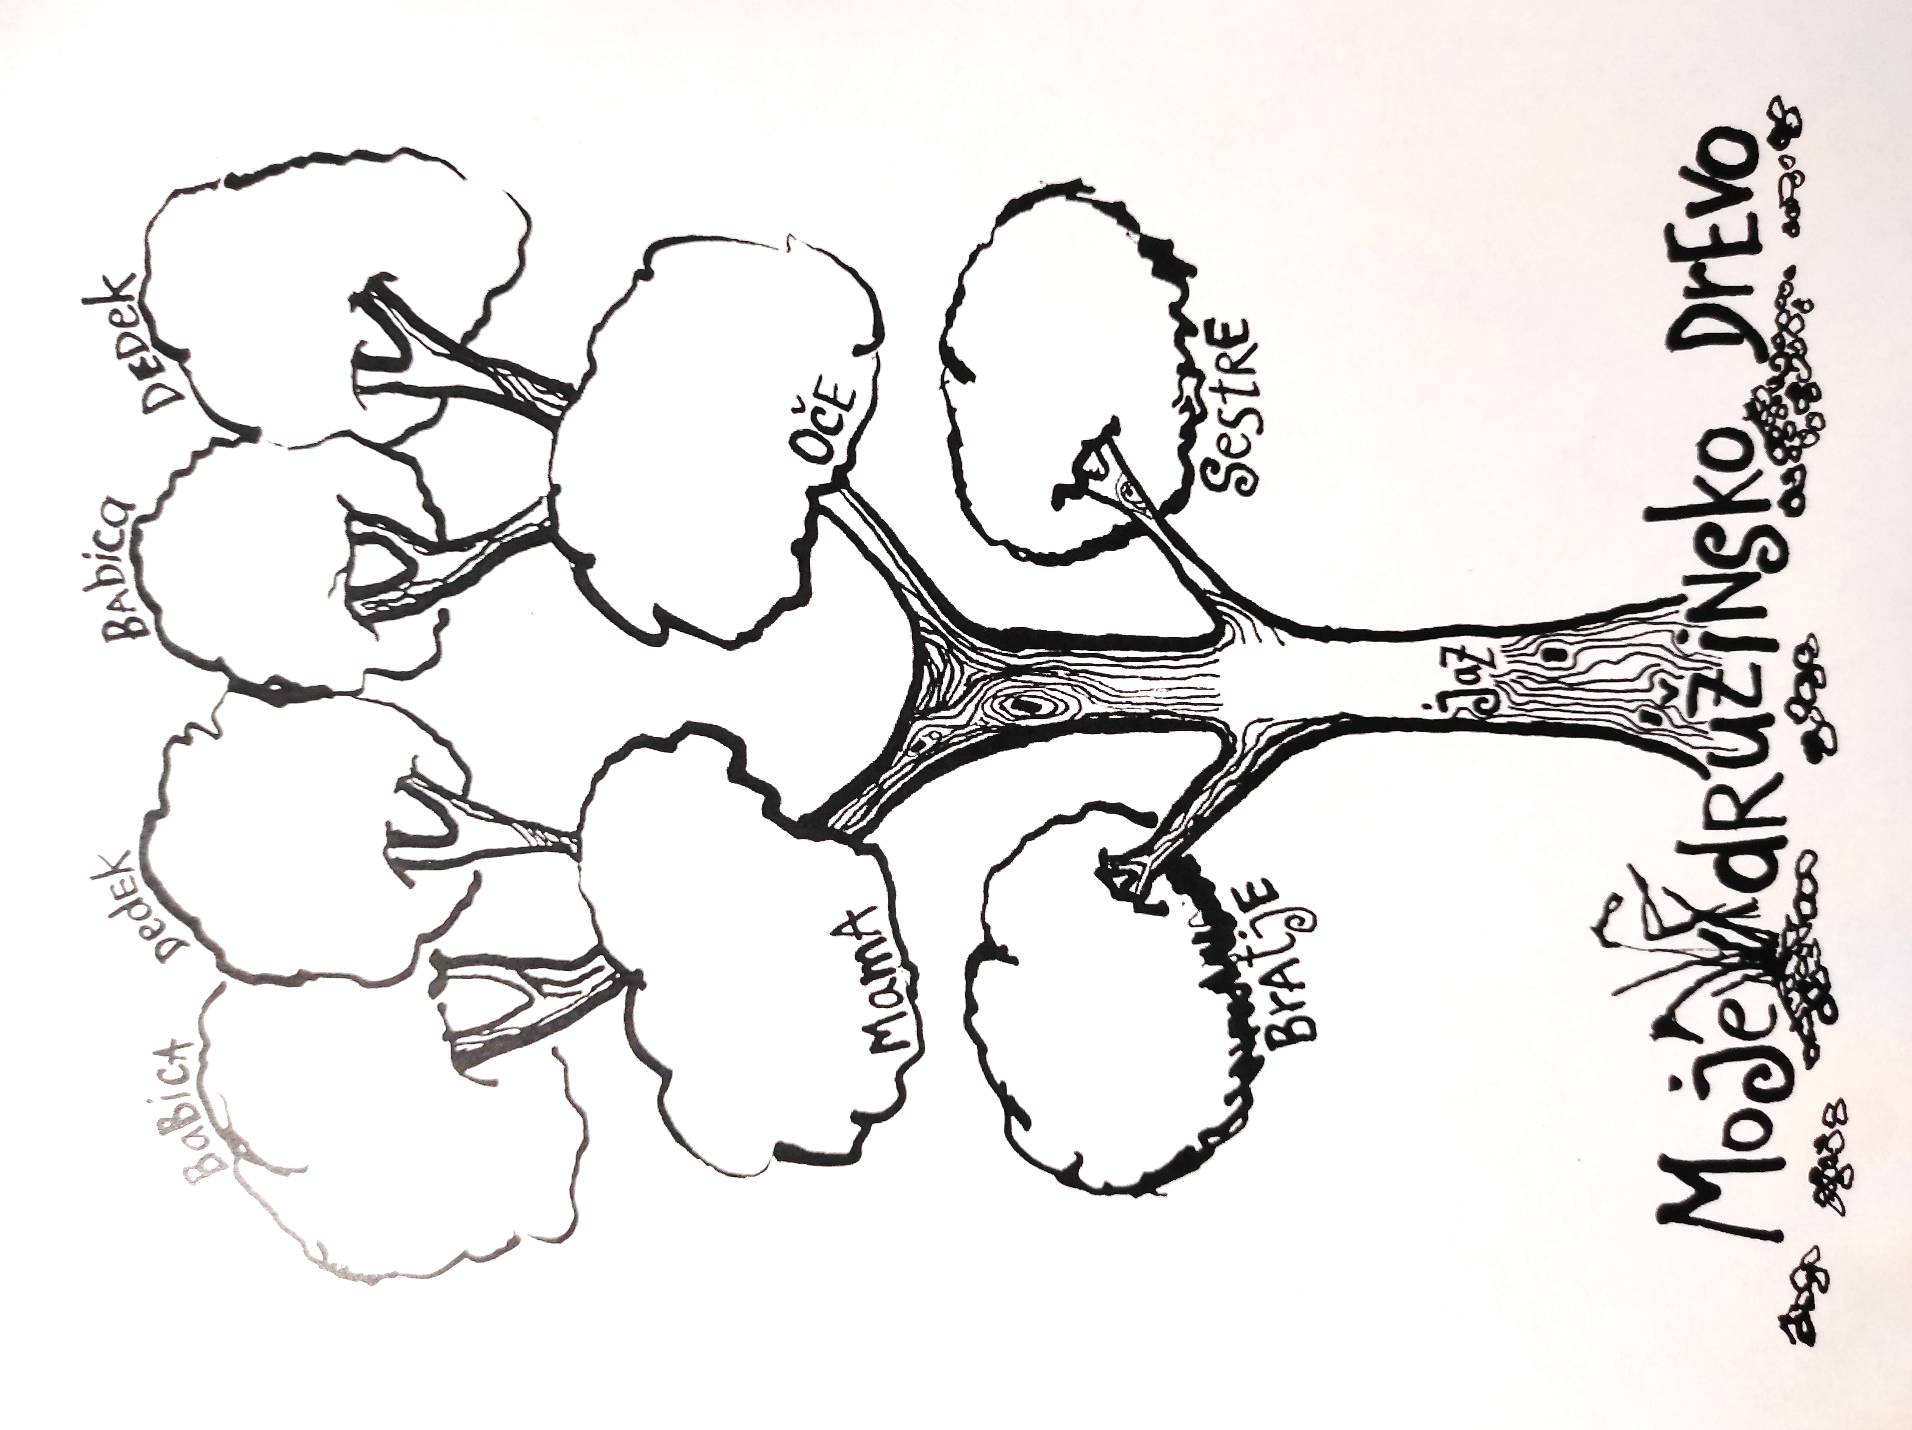 BaBicA DedEK BAbica DEDek
MamA OČE
BrAtjE SestRE
jaz
Moje dRužiNsko DrEvo